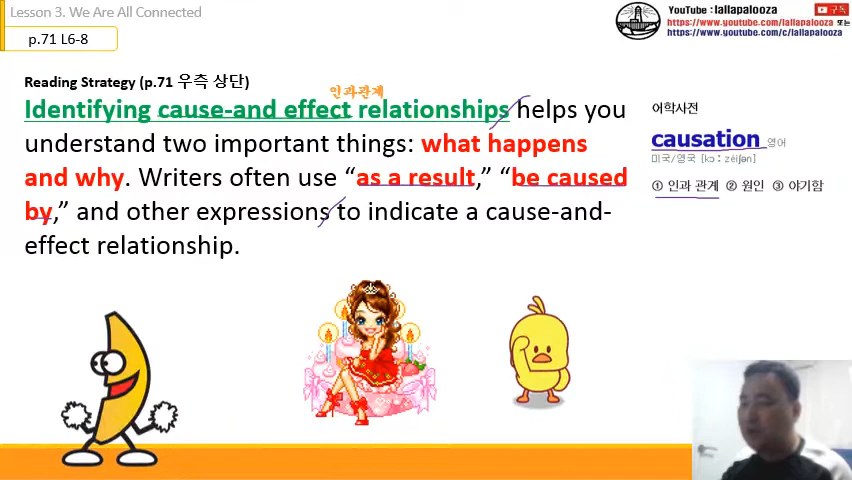 Lesson 3. We Are All Connected
p.71 L6-8
YouTube : lallapalooza 구독
https://www.youtube.com/lallapalooza 또는
https://www.youtube.com/c/lallapalooza
Reading Strategy (p.71 우측 상단)
인과관계
Identifying cause-and effect relationships helps you
understand two important things: what happens
and why. Writers often use “as a result,” “be caused
by,” and other expressions to indicate a cause-and-
effect relationship.
어학사전
causation 영어
미국/영국 [kɔːzéiʃən]
① 인과 관계 ② 원인 ③ 야기함